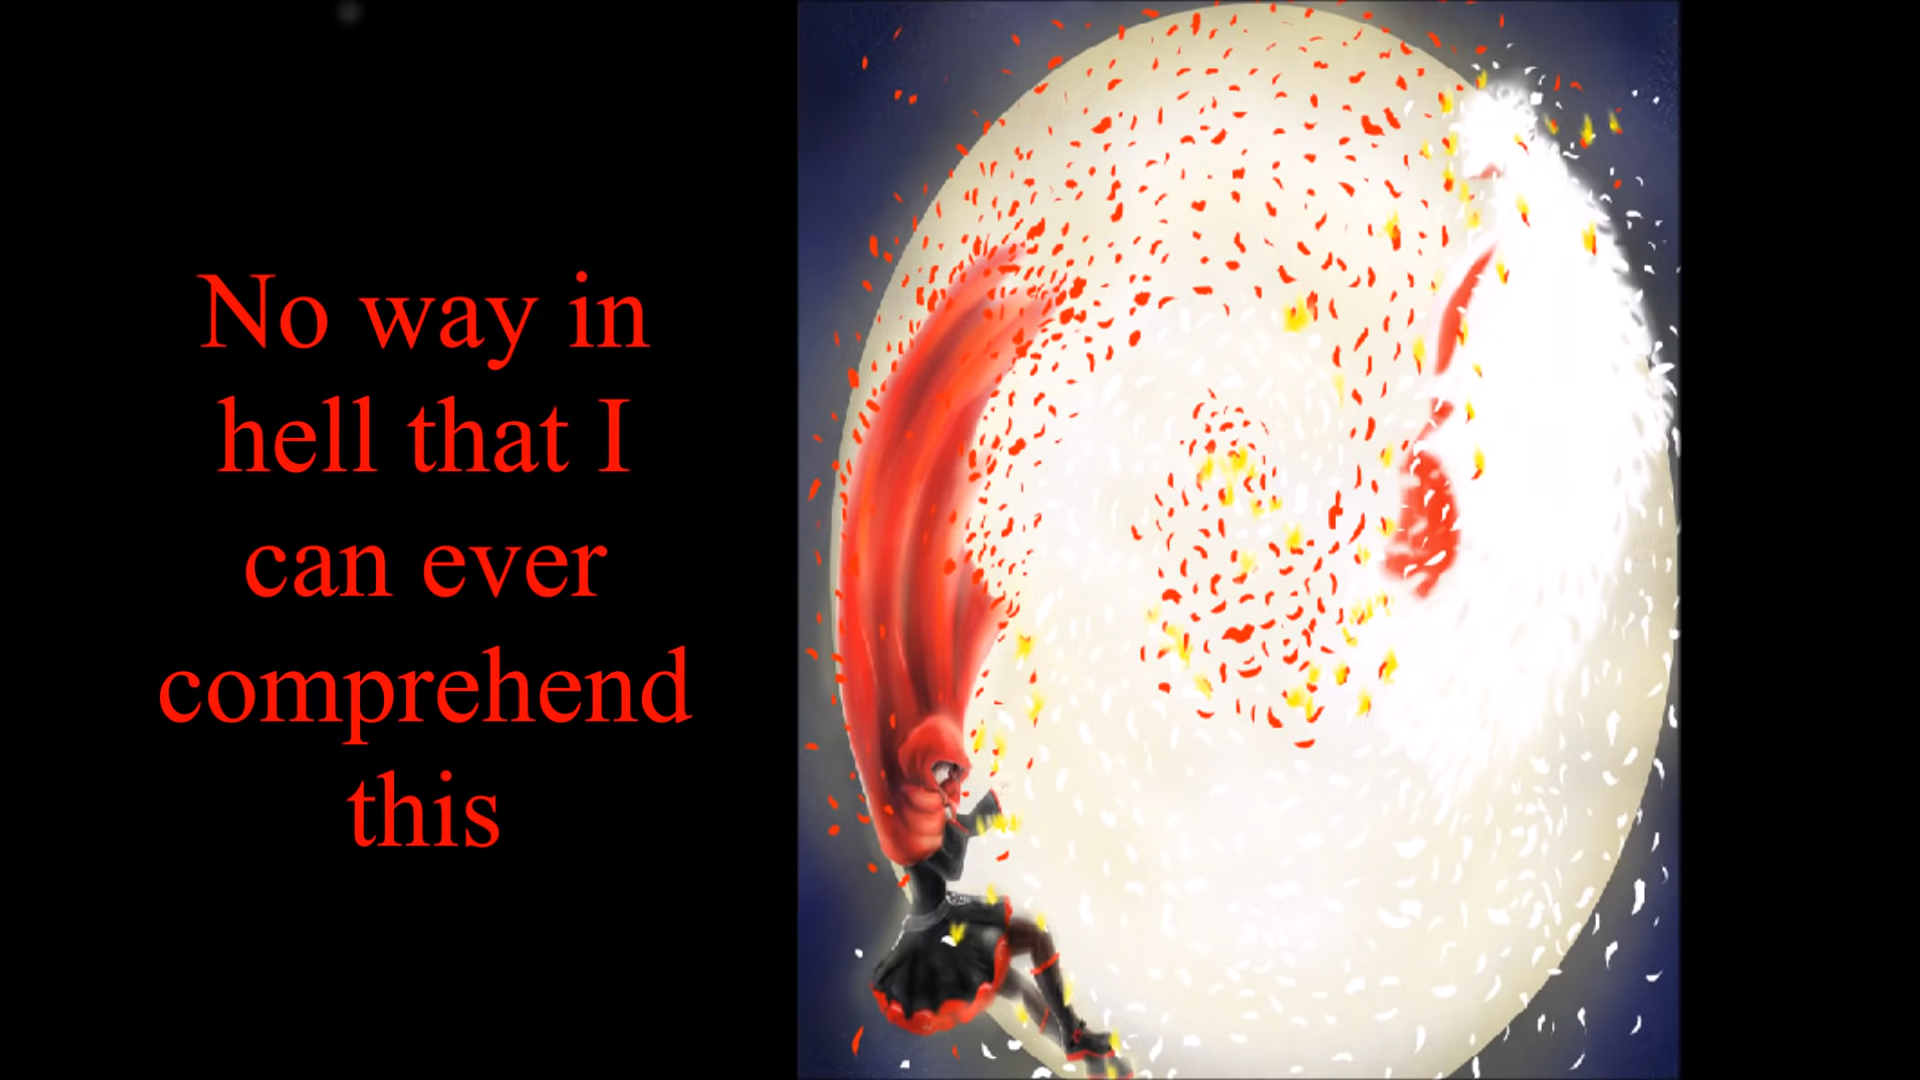 No way in
hell that I
can ever
comprehend
this